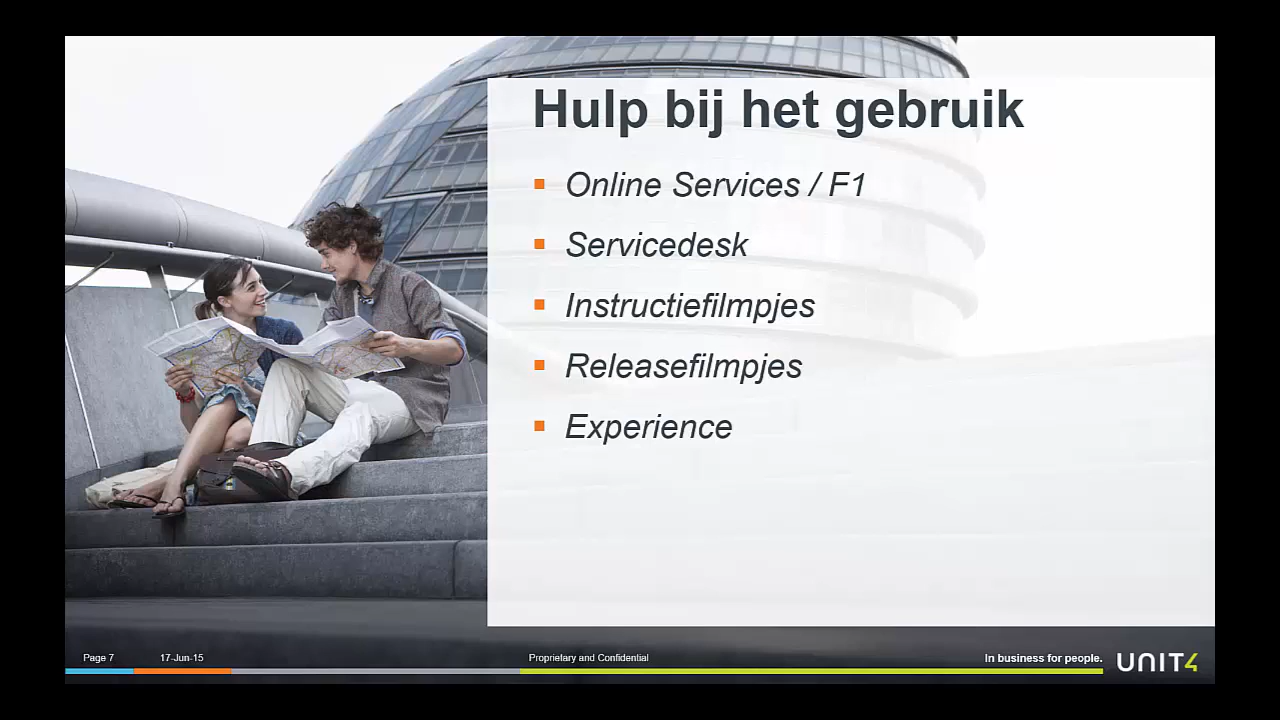 Hulp bij het gebruik
Online Services / F1
Servicedesk
Instructiefilmpjes
Releasefilmpjes
Experience
Page 7
17-Jun-15
Proprietary and Confidential
In business for people.
UNIT4